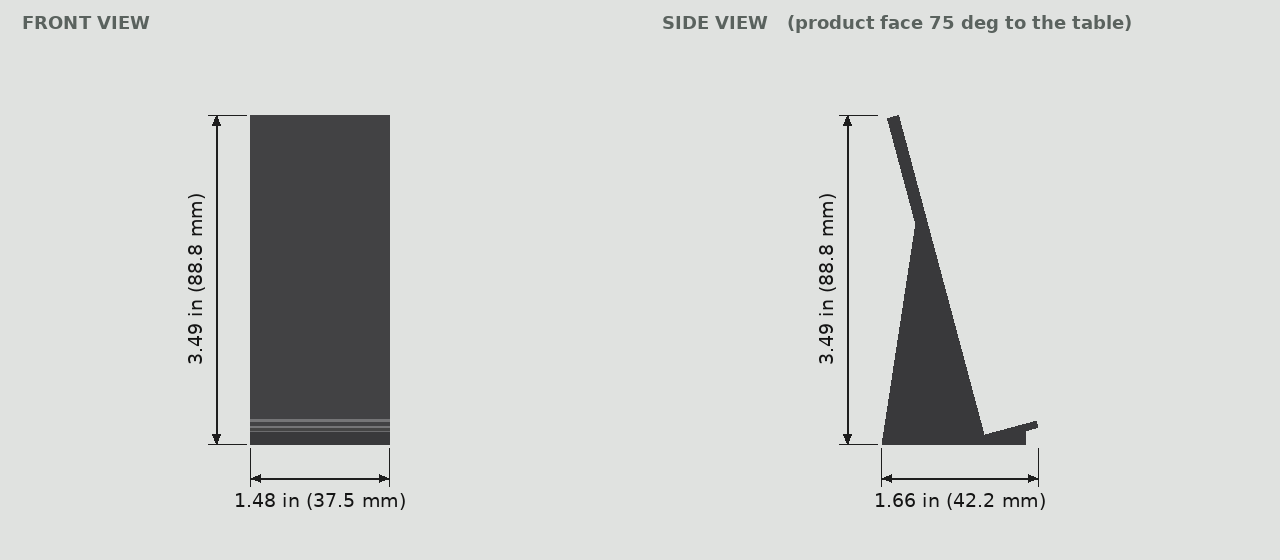 FRONT VIEW
SIDE VIEW (product face 75 deg to the table)
3.49 in (88.8 mm)
3.49 in (88.8 mm)
1.48 in (37.5 mm)
1.66 in (42.2 mm)